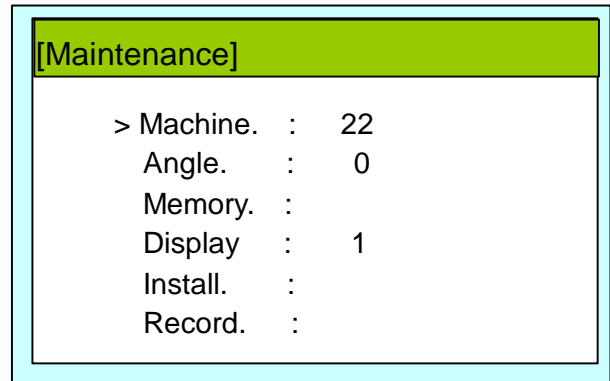 [Maintenance]
> Machine. : 22
Angle. : 0
Memory. :
Display : 1
Install. :
Record. :